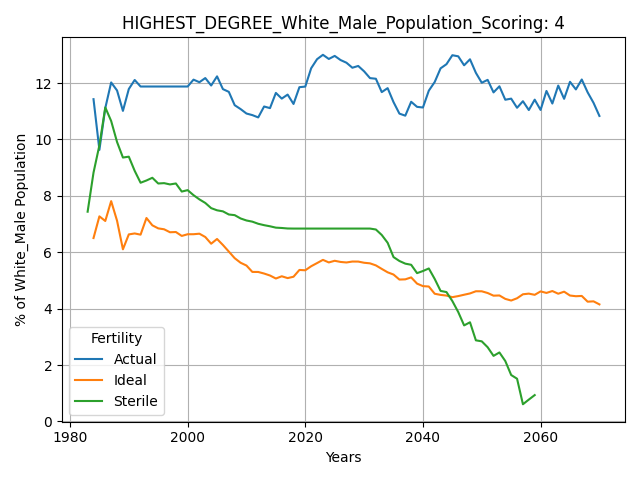 HIGHEST_DEGREE_White_Male_Population_Scoring: 4
% of White_Male Population
12
10
8
6
4
2
0
Fertility
Actual
Ideal
Sterile
1980
2000
2020
2040
2060
Years